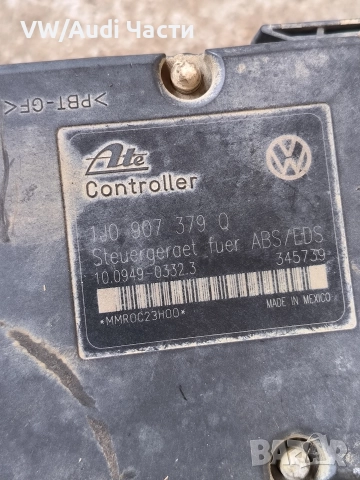 VW/Audi Части
>PBT-GF<
Ate
Controller
1J0 907 379 Q
Steuergeraet fuer ABS/EDS
10.0949-0332.3
345739
MADE IN MEXICO
*MMR0C23H00*
BAZAR